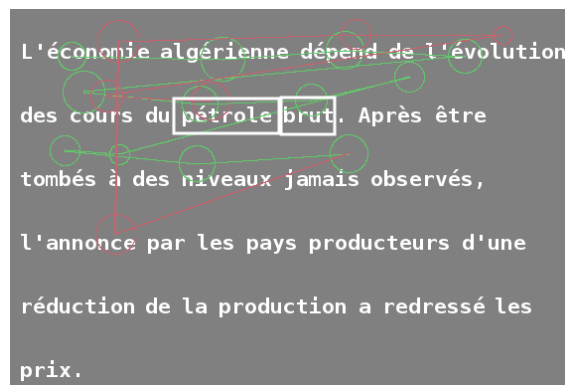 L'économie algérienne dépend de l'évolution
des cours du pétrole brut. Après être
tombés à des niveaux jamais observés,
l'annonce par les pays producteurs d'une
réduction de la production a redressé les
prix.